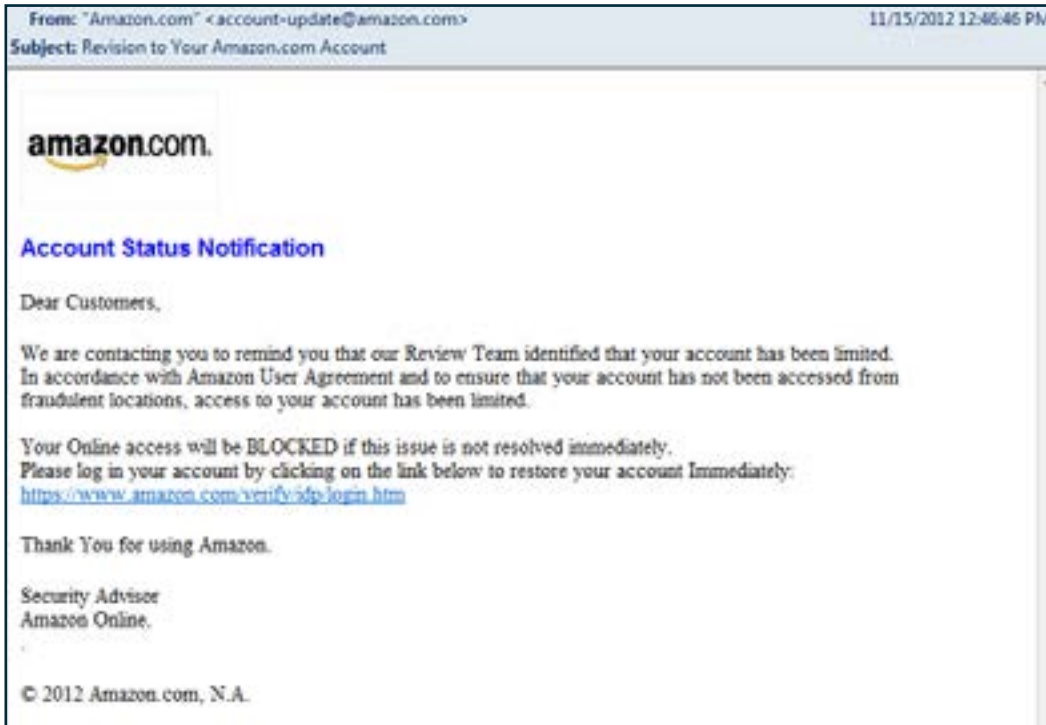 From: "Amazon.com" <account-update@amazon.com> 11/15/2012 12:46:46 PM
Subject: Revision to Your Amazon.com Account
amazon.com.
Account Status Notification
Dear Customers,
We are contacting you to remind you that our Review Team identified that your account has been limited.
In accordance with Amazon User Agreement and to ensure that your account has not been accessed from
fraudulent locations, access to your account has been limited.
Your Online access will be BLOCKED if this issue is not resolved immediately.
Please log in your account by clicking on the link below to restore your account Immediately:
https://www.amazon.com/verify/idp/login.htm
Thank You for using Amazon.
Security Advisor
Amazon Online.
.
© 2012 Amazon.com, N.A.